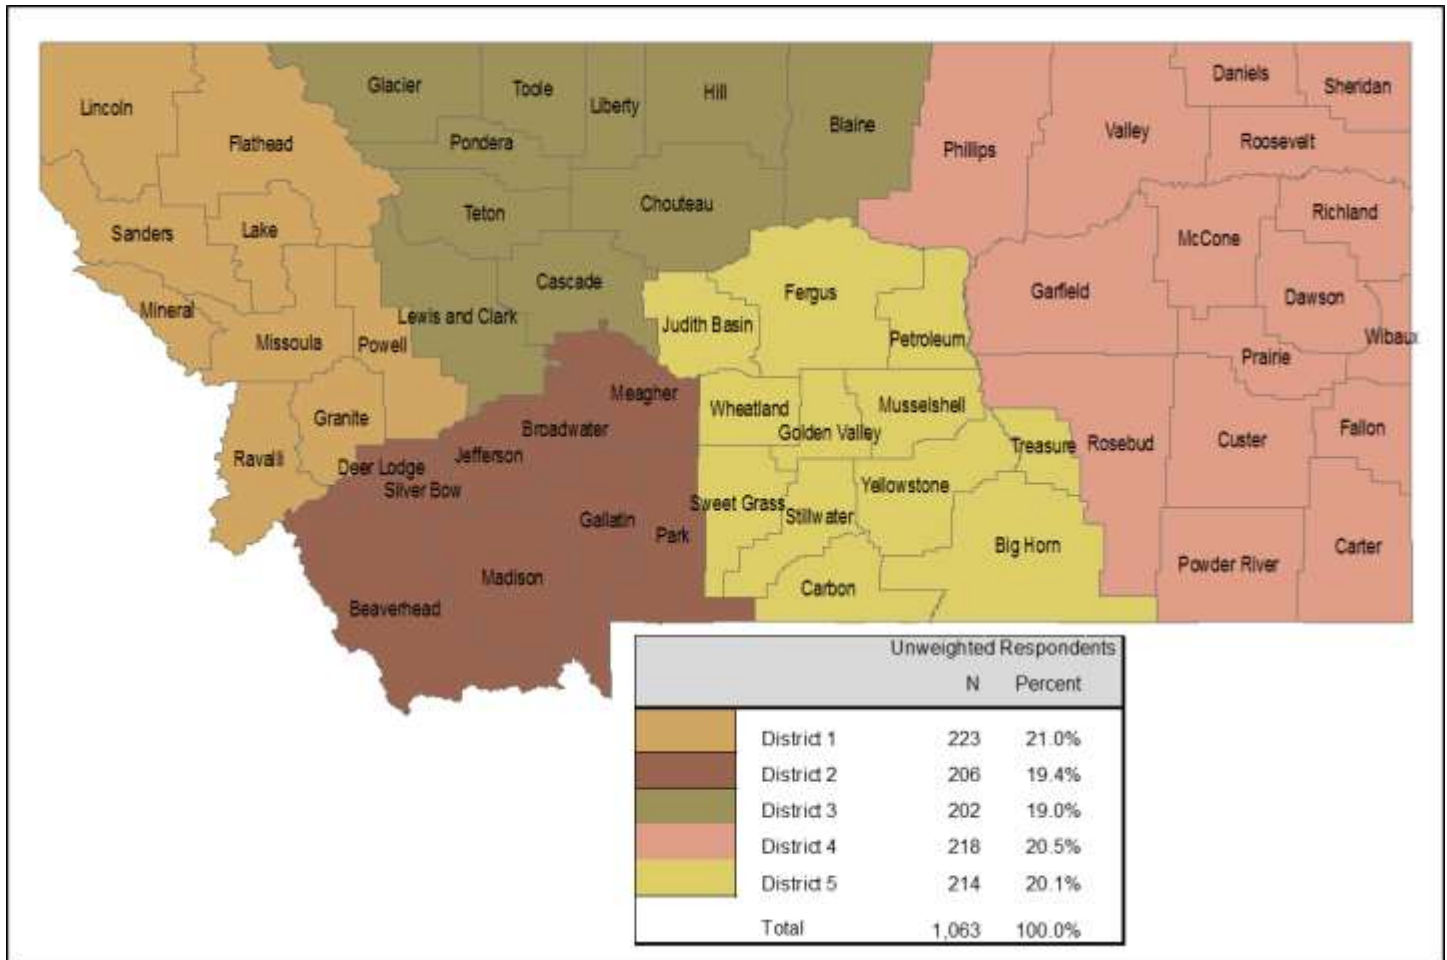 Daniels
Sheridan
Glacier
Toole
Liberty
Hill
Lincoln
Blaine
Valley
Roosevelt
Flathead
Pondera
Phillips
Teton
Chouteau
Richland
Sanders
Lake
McCone
Cascade
Fergus
Garfield
Dawson
Mineral
Lewis and Clark
Judith Basin
Petroleum
Wibaux
Missoula
Powell
Prairie
Meagher
Wheatland
Musselshell
Granite
Broadwater
Golden Valley
Treasure
Rosebud
Custer
Fallon
Ravalli
Deer Lodge
Jefferson
Silver Bow
Yellowstone
Sweet Grass
Stillwater
Gallatin
Park
Big Horn
Carter
Powder River
Madison
Carbon
Beaverhead
Unweighted Respondents
N Percent
District 1 223 21.0%
District 2 206 19.4%
District 3 202 19.0%
District 4 218 20.5%
District 5 214 20.1%
Total 1,063 100.0%